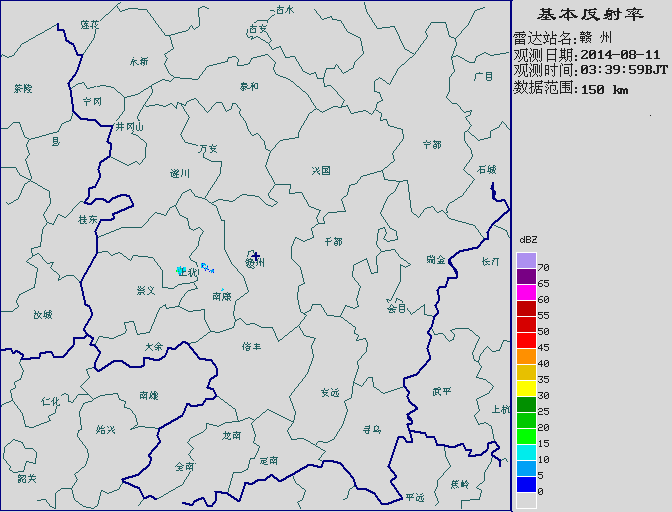 基本反射率
雷达站名:赣 州
观测日期:2014-08-11
观测时间:03:39:59BJT
数据范围:150 km
dBZ
70
65
60
55
50
45
40
35
30
25
20
15
10
5
0
莲花
吉水
吉安
永新
广昌
茶陵
宁冈
泰和
井冈山
万安
宁都
遂川
兴国
石城
桂东
于都
赣州
瑞金
长汀
上犹
崇义
南康
会昌
汝城
大余
信丰
仁化
南雄
安远
武平
上杭
始兴
龙南
寻乌
全南
定南
韶关
蕉岭
平远